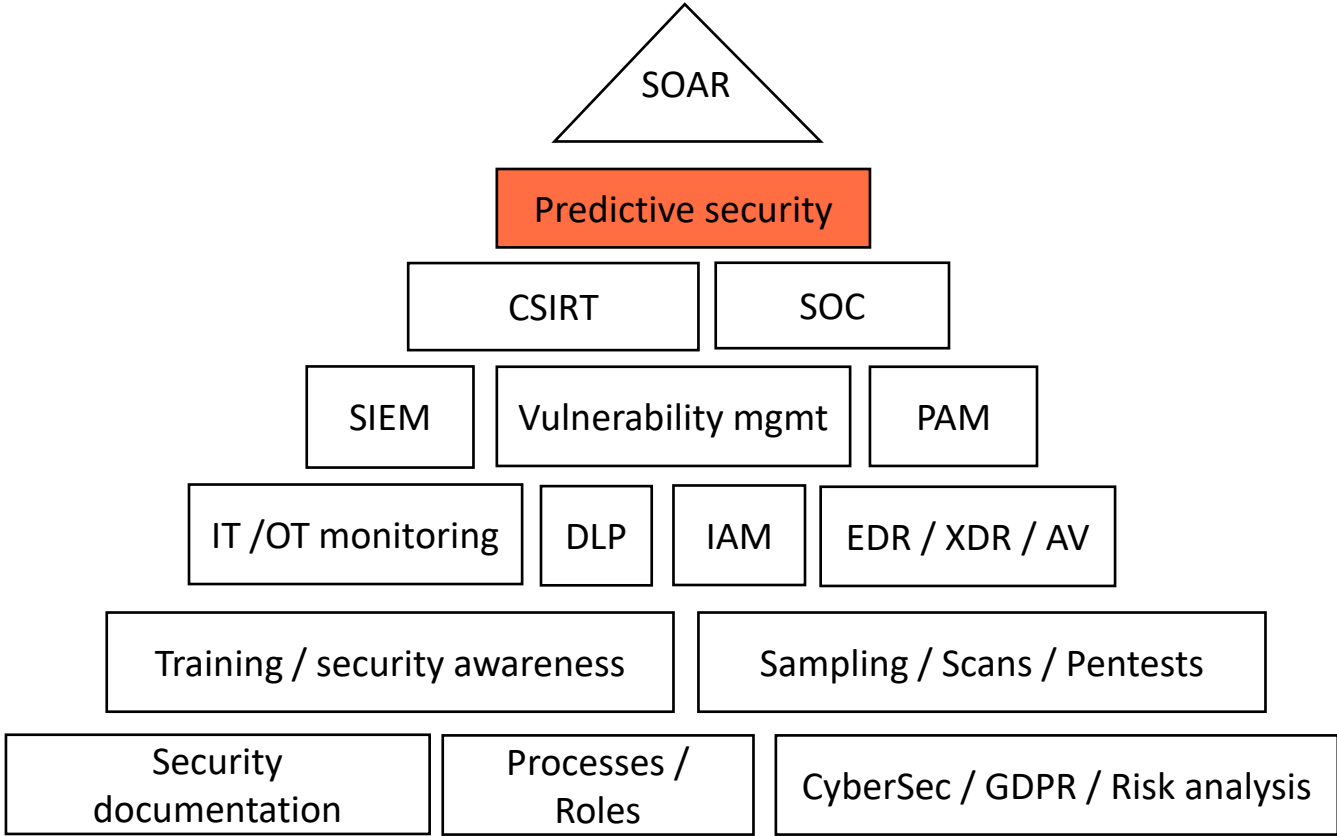 SOAR
Predictive security
CSIRT
SOC
SIEM
Vulnerability mgmt
PAM
IT /OT monitoring
DLP
IAM
EDR / XDR / AV
Training / security awareness
Sampling / Scans / Pentests
Security
documentation
Processes /
Roles
CyberSec / GDPR / Risk analysis